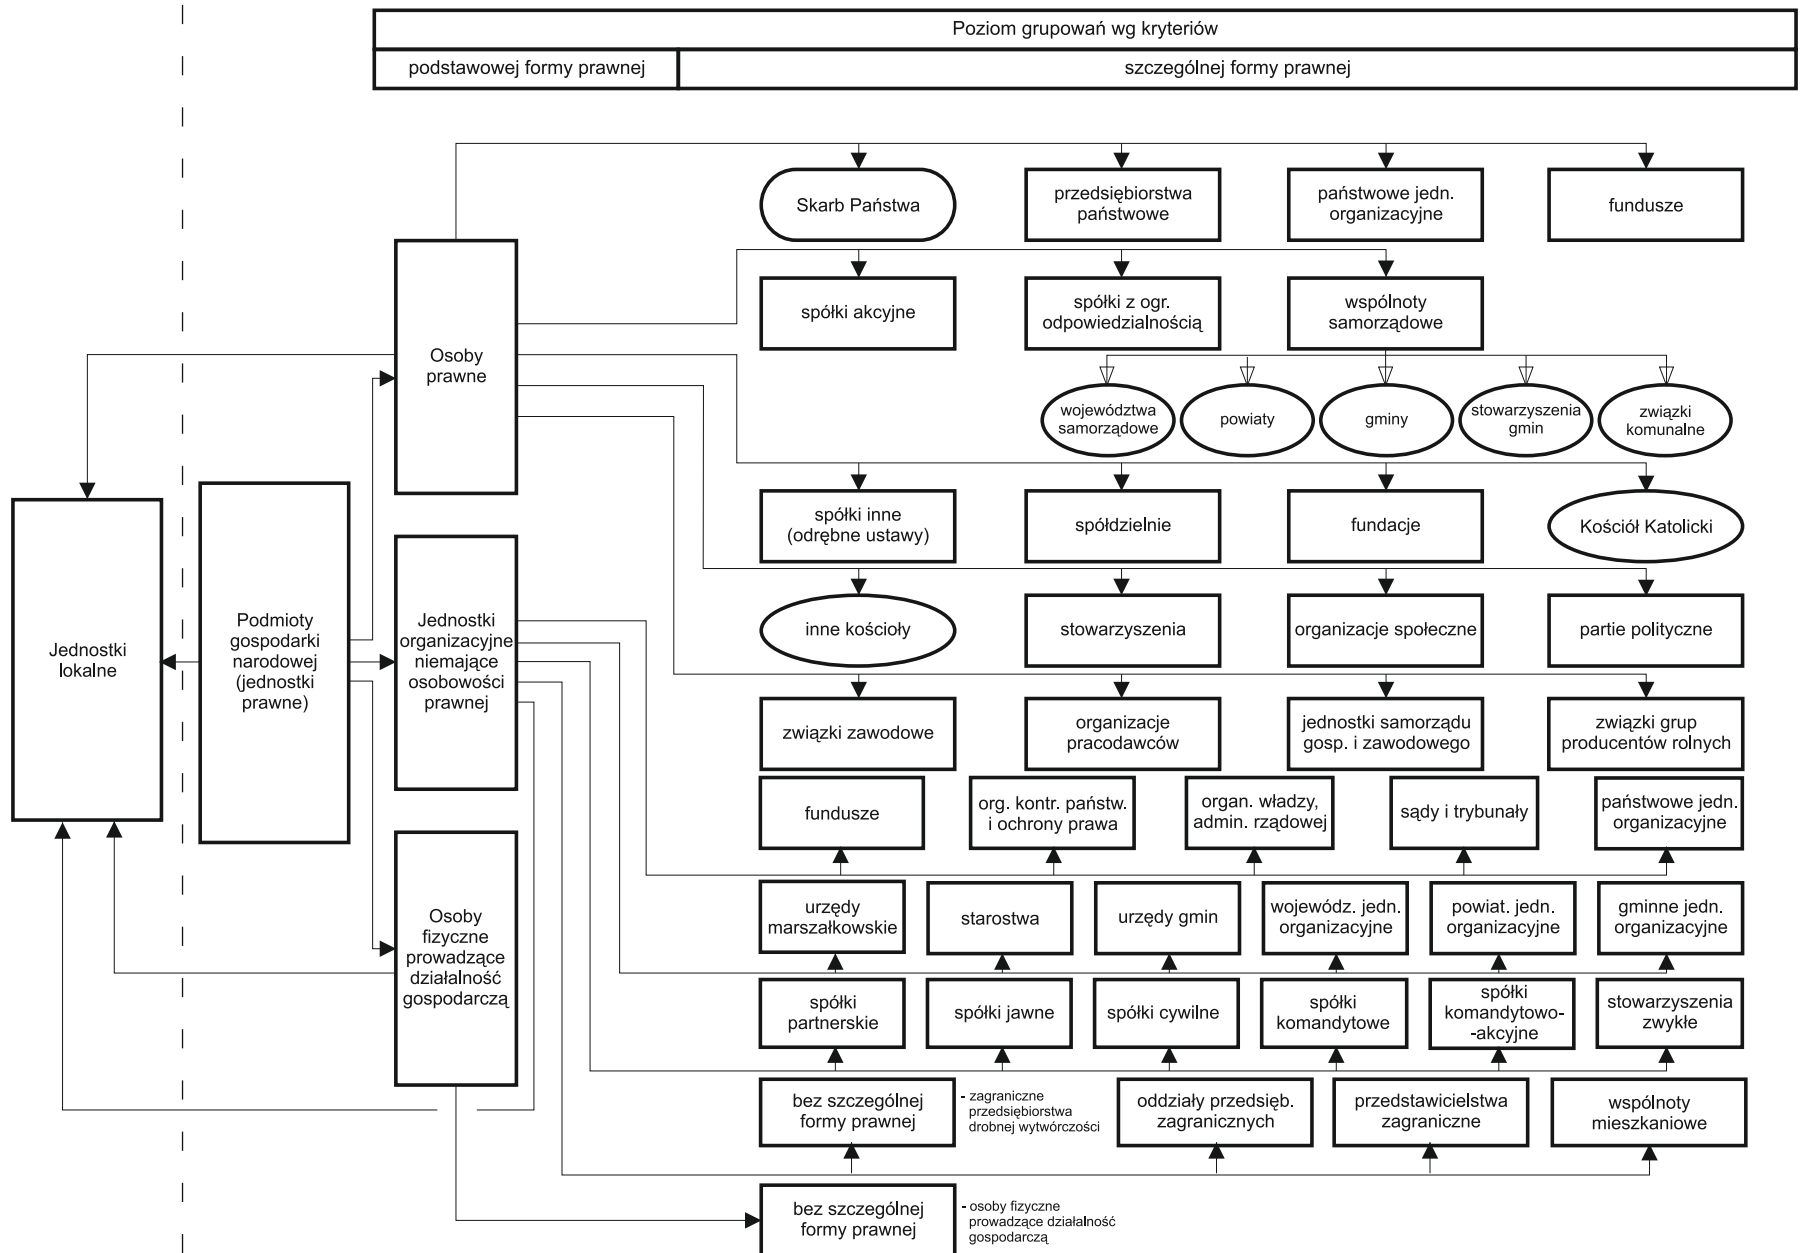 Poziom grupowań wg kryteriów
podstawowej formy prawnej
szczególnej formy prawnej
Skarb Państwa
przedsiębiorstwa
państwowe
państwowe jedn.
organizacyjne
fundusze
spółki akcyjne
spółki z ogr.
odpowiedzialnością
wspólnoty
samorządowe
Osoby
prawne
województwa
samorządowe
powiaty
gminy
stowarzyszenia
gmin
związki
komunalne
spółki inne
(odrębne ustawy)
spółdzielnie
fundacje
Kościół Katolicki
Jednostki
lokalne
Podmioty
gospodarki
narodowej
(jednostki
prawne)
Jednostki
organizacyjne
niemające
osobowości
prawnej
inne kościoły
stowarzyszenia
organizacje społeczne
partie polityczne
związki zawodowe
organizacje
pracodawców
jednostki samorządu
gosp. i zawodowego
związki grup
producentów rolnych
fundusze
org. kontr. państw.
i ochrony prawa
organ. władzy,
admin. rządowej
sądy i trybunały
państwowe jedn.
organizacyjne
Osoby
fizyczne
prowadzące
działalność
gospodarczą
urzędy
marszałkowskie
starostwa
urzędy gmin
wojewódz. jedn.
organizacyjne
powiat. jedn.
organizacyjne
gminne jedn.
organizacyjne
spółki
partnerskie
spółki jawne
spółki cywilne
spółki
komandytowe
spółki
komandytowo-
-akcyjne
stowarzyszenia
zwykłe
bez szczególnej
formy prawnej
- zagraniczne
przedsiębiorstwa
drobnej wytwórczości
oddziały przedsięb.
zagranicznych
przedstawicielstwa
zagraniczne
wspólnoty
mieszkaniowe
bez szczególnej
formy prawnej
- osoby fizyczne
prowadzące działalność
gospodarczą